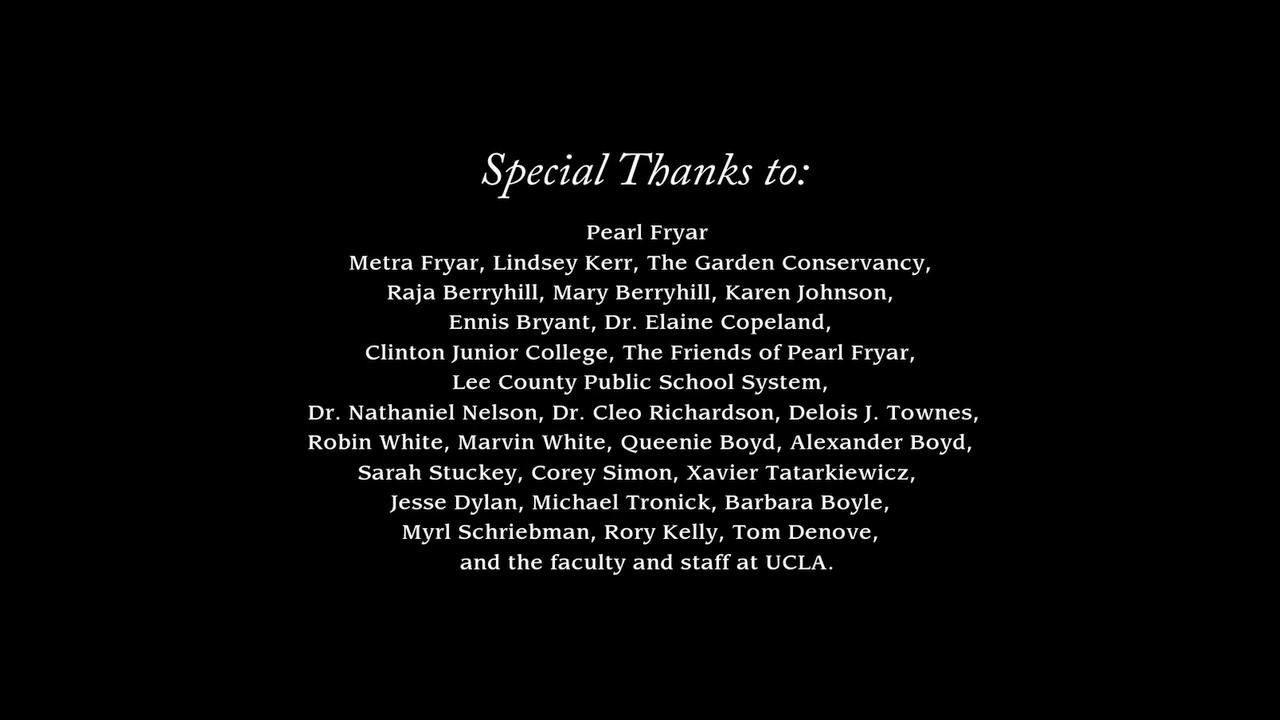 Special Thanks to:
Pearl Fryar
Metra Fryar, Lindsey Kerr, The Garden Conservancy,
Raja Berryhill, Mary Berryhill, Karen Johnson,
Ennis Bryant, Dr. Elaine Copeland,
Clinton Junior College, The Friends of Pearl Fryar,
Lee County Public School System,
Dr. Nathaniel Nelson, Dr. Cleo Richardson, Delois J. Townes,
Robin White, Marvin White, Queenie Boyd, Alexander Boyd,
Sarah Stuckey, Corey Simon, Xavier Tatarkiewicz,
Jesse Dylan, Michael Tronick, Barbara Boyle,
Myrl Schriebman, Rory Kelly, Tom Denove,
and the faculty and staff at UCLA.